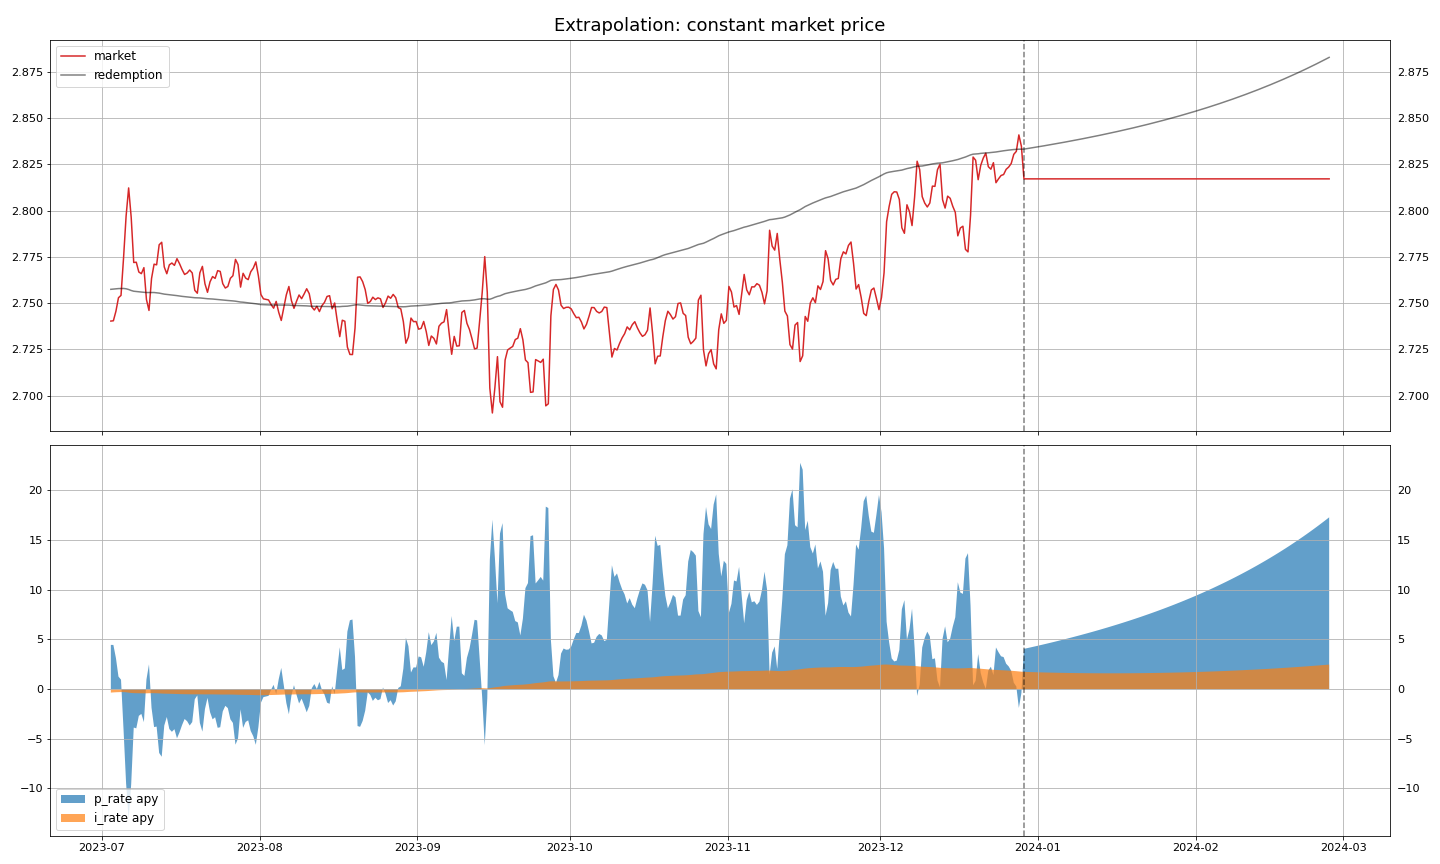 Extrapolation: constant market price
market
redemption
2.875 2.875
2.850 2.850
2.825 2.825
2.800 2.800
2.775 2.775
2.750 2.750
2.725 2.725
2.700 2.700
20 20
15 15
10 10
5 5
0 0
−5 −5
−10 −10
p_rate apy
i_rate apy
2023-07 2023-08 2023-09 2023-10 2023-11 2023-12 2024-01 2024-02 2024-03